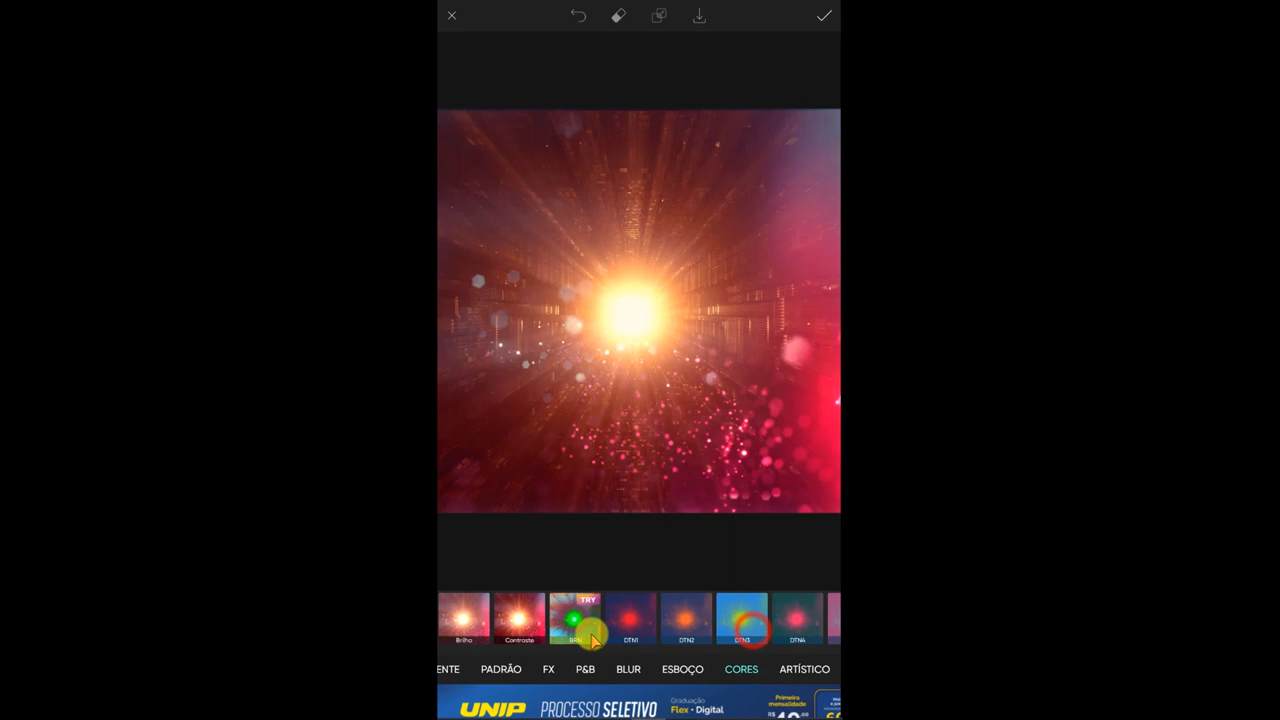 TRY
Brilho Contraste BRN DTN1 DTN2 DTN3 DTN4
ENTE PADRÃO FX P&B BLUR ESBOÇO CORES ARTÍSTICO
UNIP PROCESSO SELETIVO
Graduação
Flex • Digital
Primeira
mensalidade